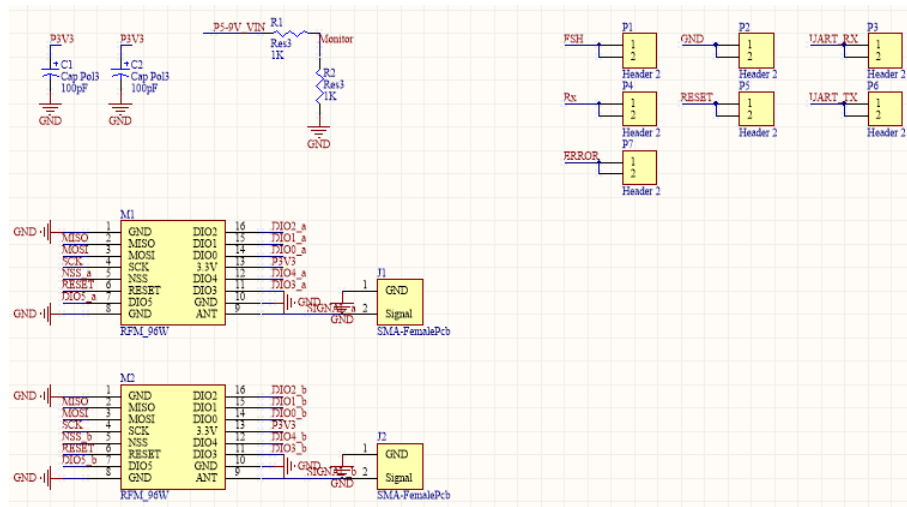 P3V3
C1
Cap Pol3
100pF
GND
P3V3
C2
Cap Pol3
100pF
GND
P5-9V_VIN
R1
Res3
1K
Monitor
R2
Res3
1K
GND
FSH
P1
1
2
Header 2
GND
P2
1
2
Header 2
UART_RX
P3
1
2
Header 2
Rx
P4
1
2
Header 2
RESET
P5
1
2
Header 2
UART_TX
P6
1
2
Header 2
ERROR
P7
1
2
Header 2
M1
GND 1 GND DIO2 16 DIO2_a
MISO 2 MISO DIO1 15 DIO1_a
MOSI 3 MOSI DIO0 14 DIO0_a
SCK 4 SCK 3.3V 13 P3V3
NSS_a 5 NSS DIO4 12 DIO4_a
RESET 6 RESET DIO3 11 DIO3_a
DIO5_a 7 DIO5 GND 10 GND
GND 8 GND ANT 9 SIGNAL_a
RFM_96W
J1
1 GND
GND
2 Signal
SMA-FemalePcb
M2
GND 1 GND DIO2 16 DIO2_b
MISO 2 MISO DIO1 15 DIO1_b
MOSI 3 MOSI DIO0 14 DIO0_b
SCK 4 SCK 3.3V 13 P3V3
NSS_b 5 NSS DIO4 12 DIO4_b
RESET 6 RESET DIO3 11 DIO3_b
DIO5_b 7 DIO5 GND 10 GND
GND 8 GND ANT 9 SIGNAL_b
RFM_96W
J2
1 GND
GND
2 Signal
SMA-FemalePcb